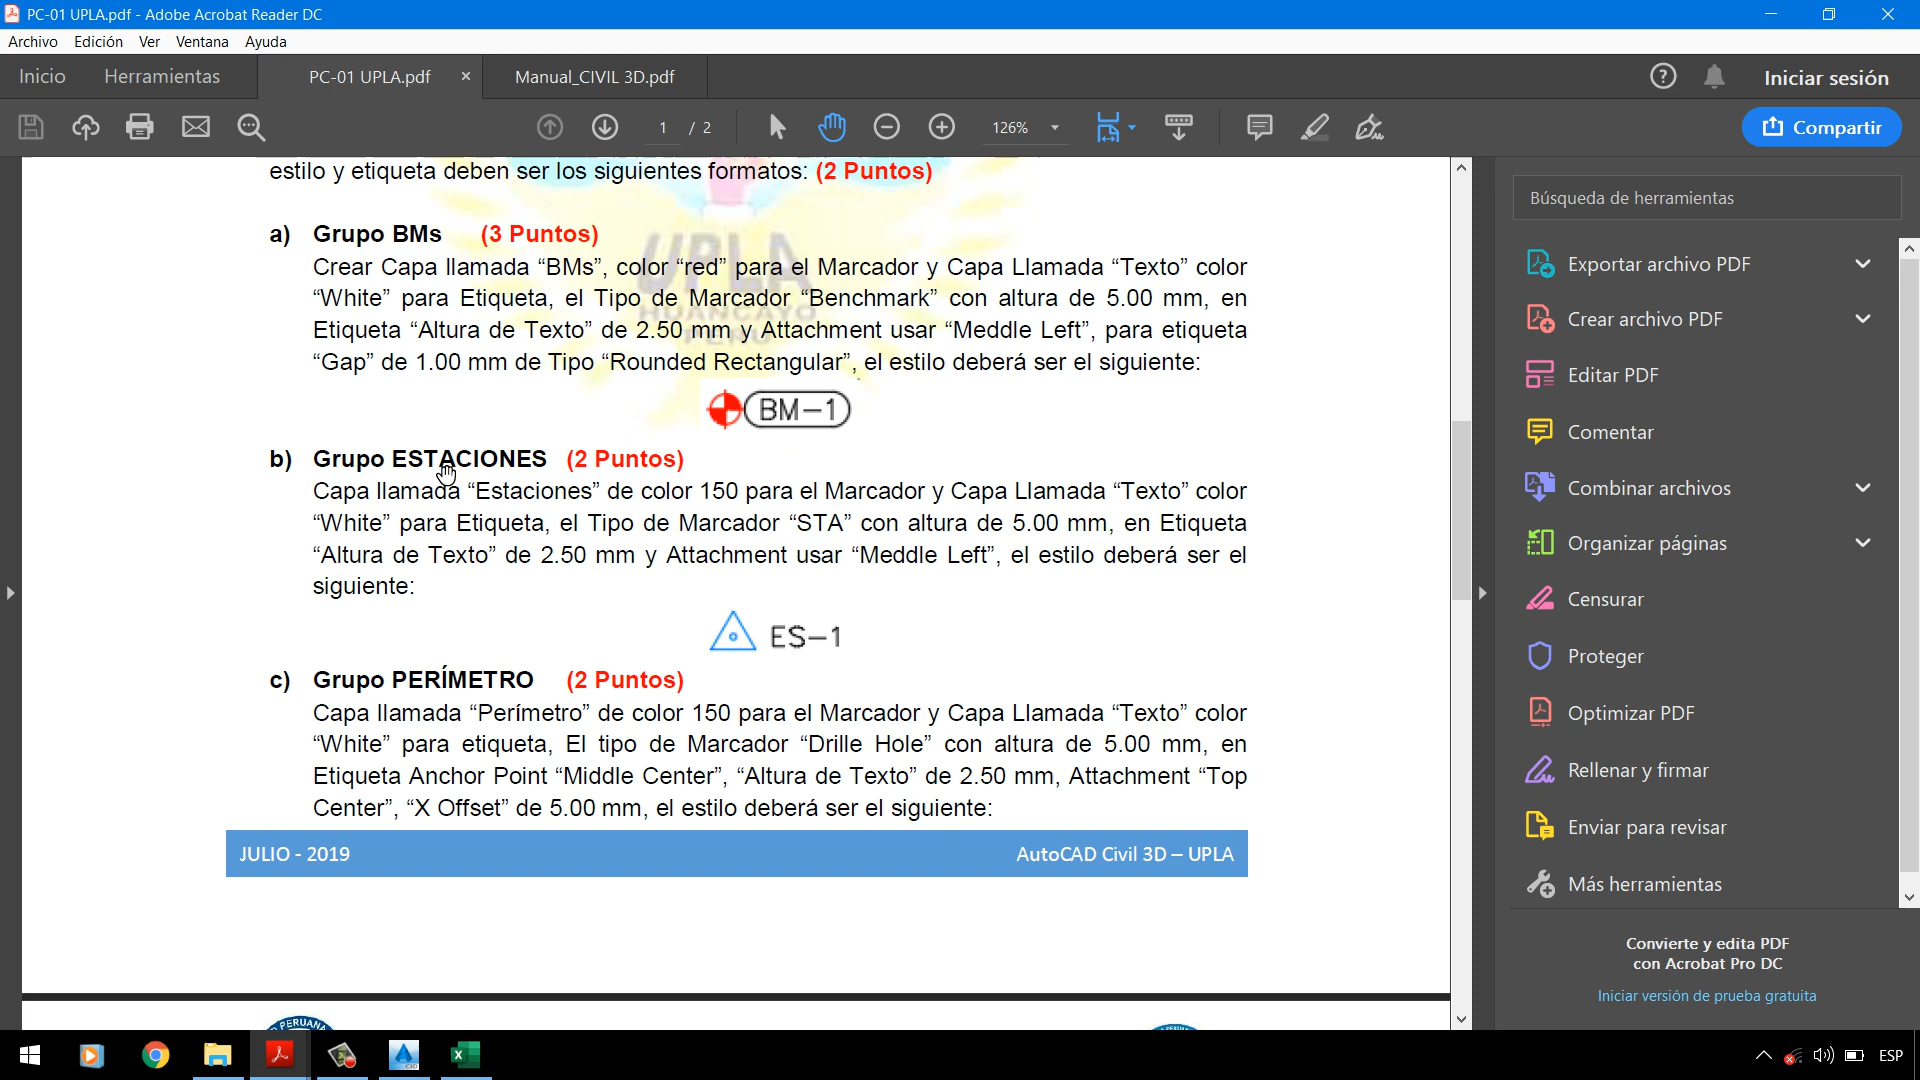 PC-01 UPLA.pdf - Adobe Acrobat Reader DC
Archivo Edición Ver Ventana Ayuda
Inicio Herramientas PC-01 UPLA.pdf × Manual_CIVIL 3D.pdf Iniciar sesión
1 / 2 126% Compartir
estilo y etiqueta deben ser los siguientes formatos: (2 Puntos)
a) Grupo BMs (3 Puntos)
Crear Capa llamada “BMs”, color “red” para el Marcador y Capa Llamada “Texto” color
“White” para Etiqueta, el Tipo de Marcador “Benchmark” con altura de 5.00 mm, en
Etiqueta “Altura de Texto” de 2.50 mm y Attachment usar “Meddle Left”, para etiqueta
“Gap” de 1.00 mm de Tipo “Rounded Rectangular”, el estilo deberá ser el siguiente:
UPLA
HUANCAYO
PERU
BM-1
b) Grupo ESTACIONES (2 Puntos)
Capa llamada “Estaciones” de color 150 para el Marcador y Capa Llamada “Texto” color
“White” para Etiqueta, el Tipo de Marcador “STA” con altura de 5.00 mm, en Etiqueta
“Altura de Texto” de 2.50 mm y Attachment usar “Meddle Left”, el estilo deberá ser el
siguiente:
ES-1
c) Grupo PERÍMETRO (2 Puntos)
Capa llamada “Perímetro” de color 150 para el Marcador y Capa Llamada “Texto” color
“White” para etiqueta, El tipo de Marcador “Drille Hole” con altura de 5.00 mm, en
Etiqueta Anchor Point “Middle Center”, “Altura de Texto” de 2.50 mm, Attachment “Top
Center”, “X Offset” de 5.00 mm, el estilo deberá ser el siguiente:
JULIO - 2019 AutoCAD Civil 3D – UPLA
PERUANA
Búsqueda de herramientas
Exportar archivo PDF
Crear archivo PDF
Editar PDF
Comentar
Combinar archivos
Organizar páginas
Censurar
Proteger
Optimizar PDF
Rellenar y firmar
Enviar para revisar
Más herramientas
Convierte y edita PDF
con Acrobat Pro DC
Iniciar versión de prueba gratuita
ESP